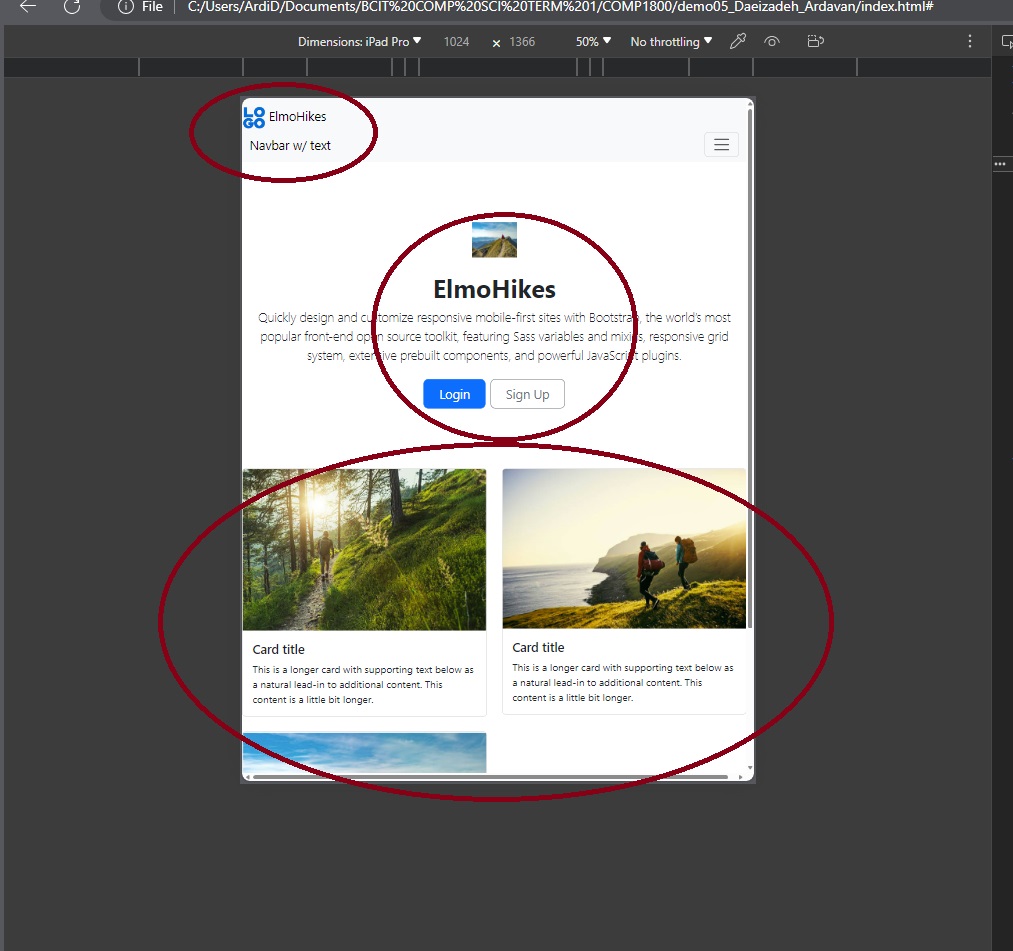 File C:/Users/ArdiD/Documents/BCIT%20COMP%20SCI%20TERM%201/COMP1800/demo05_Daeizadeh_Ardavan/index.html#
Dimensions: iPad Pro 1024 × 1366 50% No throttling
LO
GO ElmoHikes
Navbar w/ text
ElmoHikes
Quickly design and customize responsive mobile-first sites with Bootstrap, the world's most
popular front-end open source toolkit, featuring Sass variables and mixins, responsive grid
system, extensive prebuilt components, and powerful JavaScript plugins.
Login Sign Up
Card title
This is a longer card with supporting text below as
a natural lead-in to additional content. This
content is a little bit longer.
Card title
This is a longer card with supporting text below as
a natural lead-in to additional content. This
content is a little bit longer.